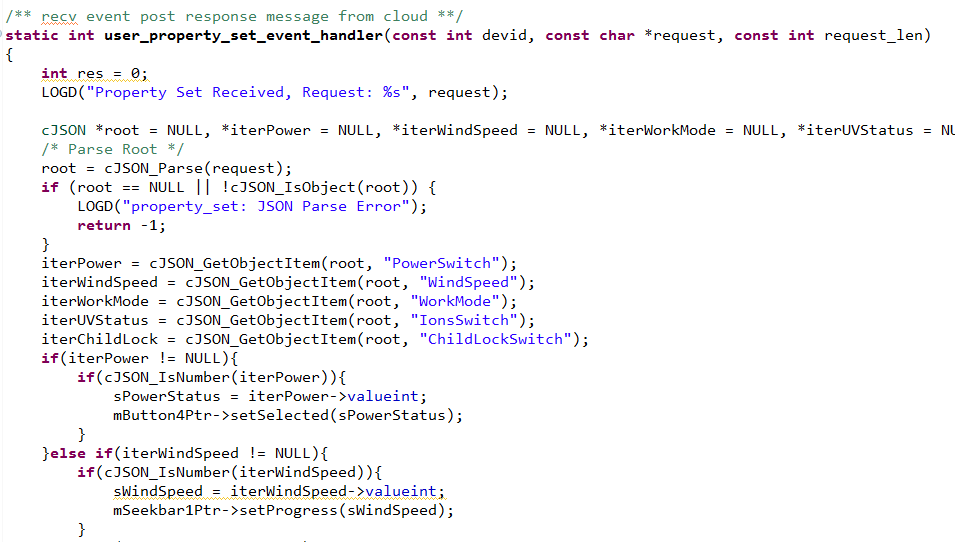 /** recv event post response message from cloud **/
static int user_property_set_event_handler(const int devid, const char *request, const int request_len)
{
    int res = 0;
    LOGD("Property Set Received, Request: %s", request);

    cJSON *root = NULL, *iterPower = NULL, *iterWindSpeed = NULL, *iterWorkMode = NULL, *iterUVStatus = NU
    /* Parse Root */
    root = cJSON_Parse(request);
    if (root == NULL || !cJSON_IsObject(root)) {
        LOGD("property_set: JSON Parse Error");
        return -1;
    }
    iterPower = cJSON_GetObjectItem(root, "PowerSwitch");
    iterWindSpeed = cJSON_GetObjectItem(root, "WindSpeed");
    iterWorkMode = cJSON_GetObjectItem(root, "WorkMode");
    iterUVStatus = cJSON_GetObjectItem(root, "IonsSwitch");
    iterChildLock = cJSON_GetObjectItem(root, "ChildLockSwitch");
    if(iterPower != NULL){
        if(cJSON_IsNumber(iterPower)){
            sPowerStatus = iterPower->valueint;
            mButton4Ptr->setSelected(sPowerStatus);
        }
    }else if(iterWindSpeed != NULL){
        if(cJSON_IsNumber(iterWindSpeed)){
            sWindSpeed = iterWindSpeed->valueint;
            mSeekbar1Ptr->setProgress(sWindSpeed);
        }